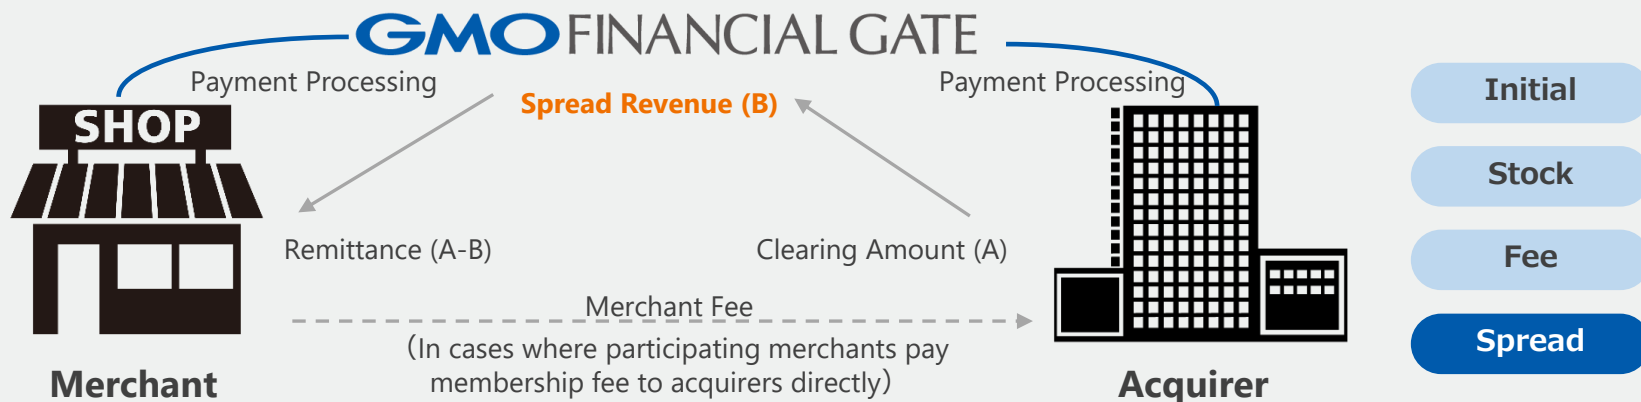 GMO FINANCIAL GATE
Payment Processing
Payment Processing
Spread Revenue (B)
SHOP
Remittance (A-B)
Clearing Amount (A)
Merchant Fee
（In cases where participating merchants pay
membership fee to acquirers directly）
Merchant
Acquirer
Initial
Stock
Fee
Spread